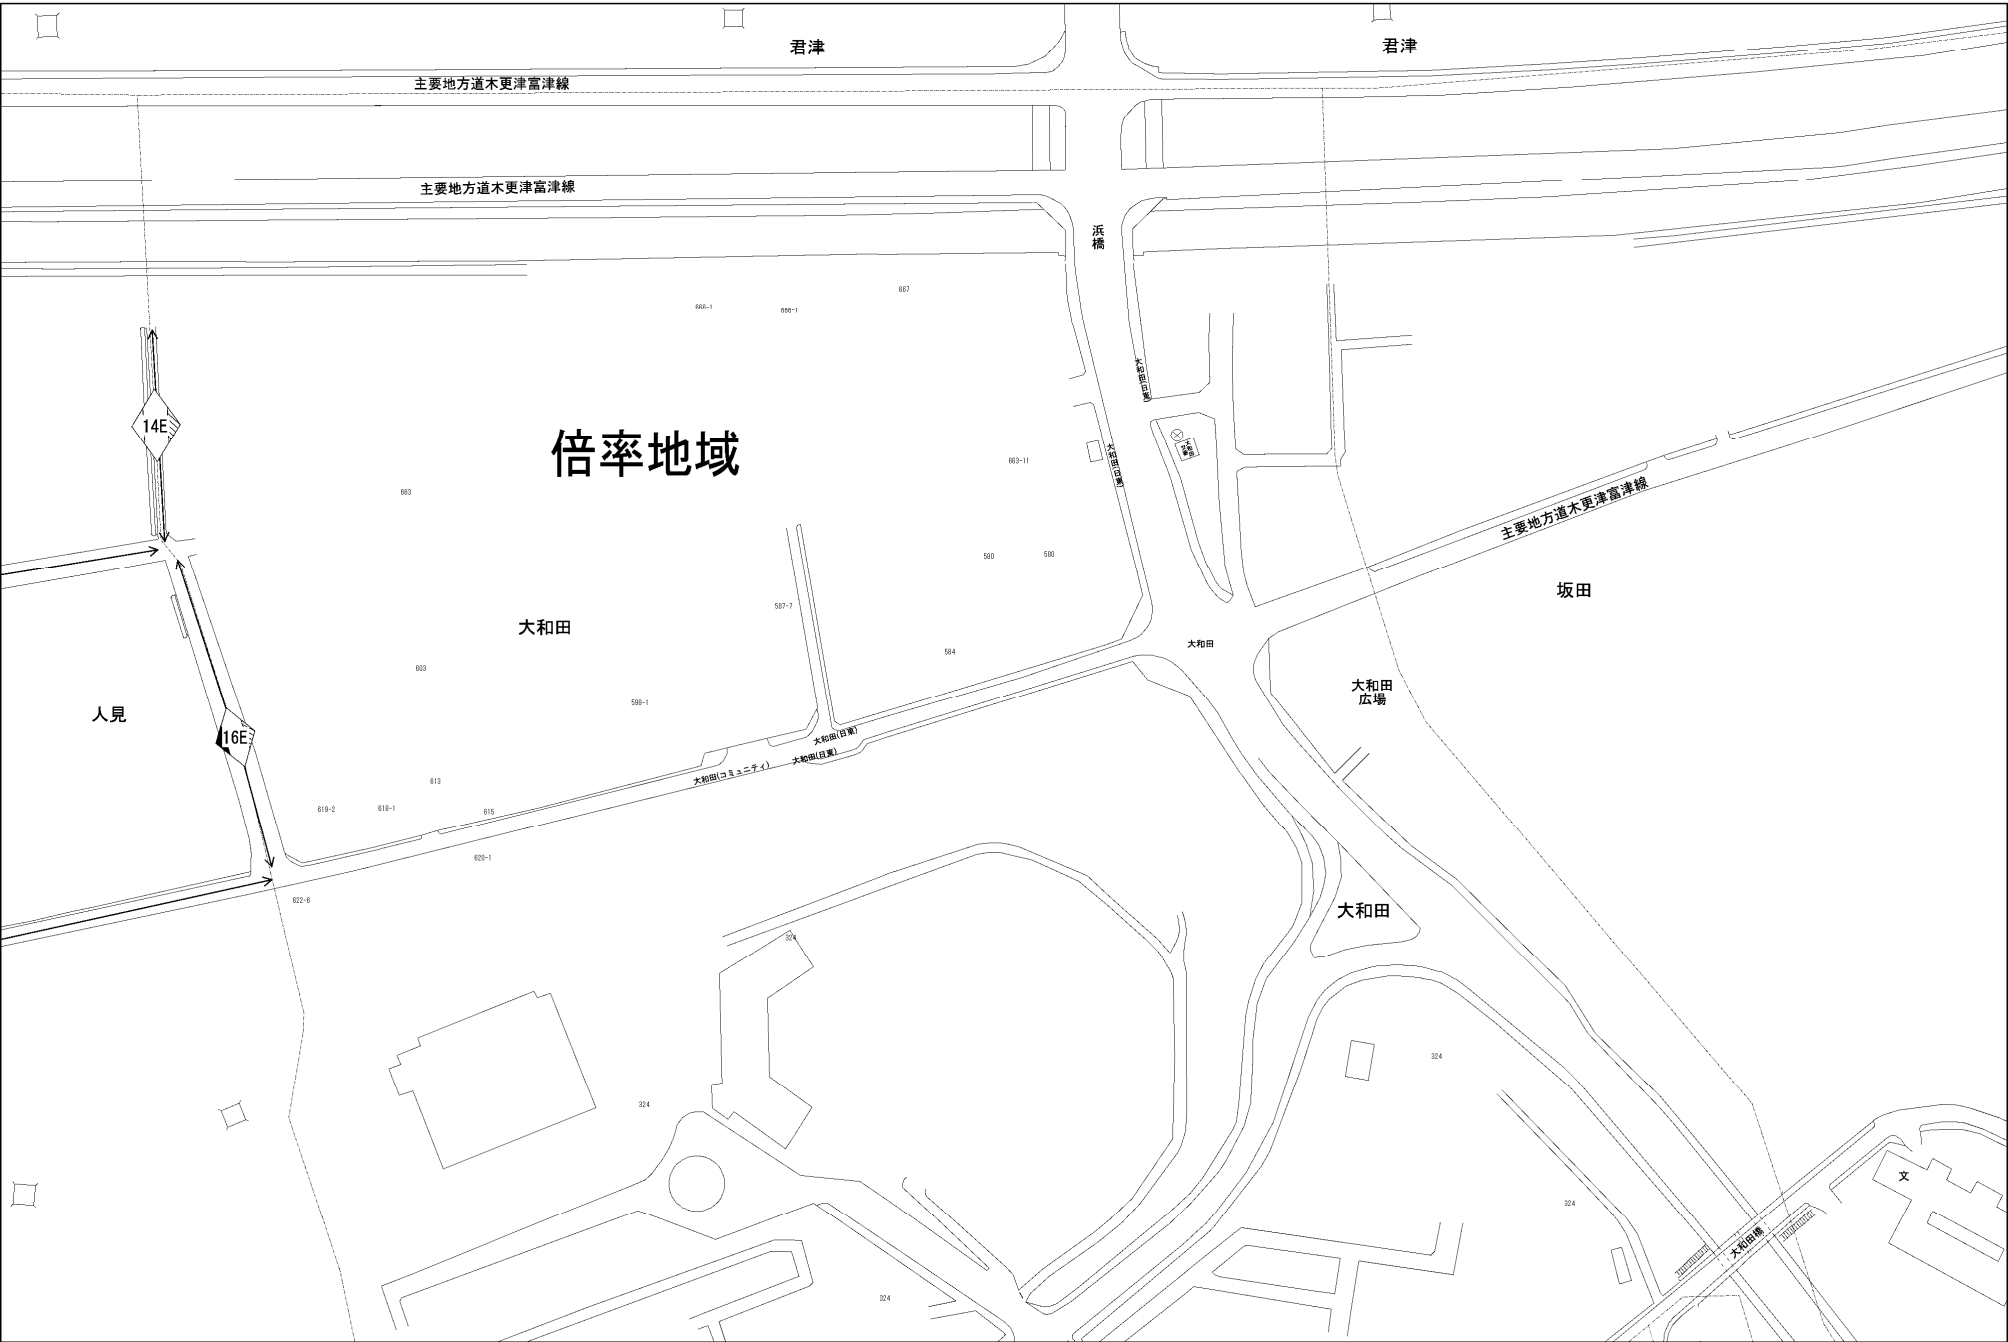 君津
君津
主要地方道木更津富津線
主要地方道木更津富津線
浜橋
667
666-1
666-1
大和田(日東)
14E
倍率地域
大和田(日東)
大和田
交番
663-11
663
主要地方道木更津富津線
580
580
坂田
587-7
大和田
大和田
584
603
大和田
広場
598-1
人見
16E
大和田(日東)
大和田(日東)
大和田(コミュニティ)
613
619-2
618-1
615
620-1
622-6
大和田
324
324
324
文
324
大和田橋
324